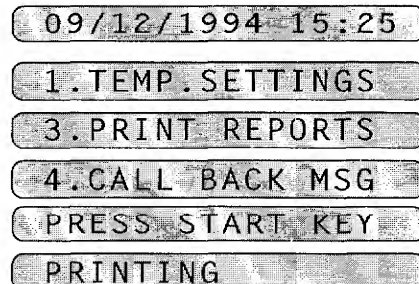 09/12/1994 15:25
1.TEMP.SETTINGS
3.PRINT REPORTS
4.CALL BACK MSG
PRESS START KEY
PRINTING